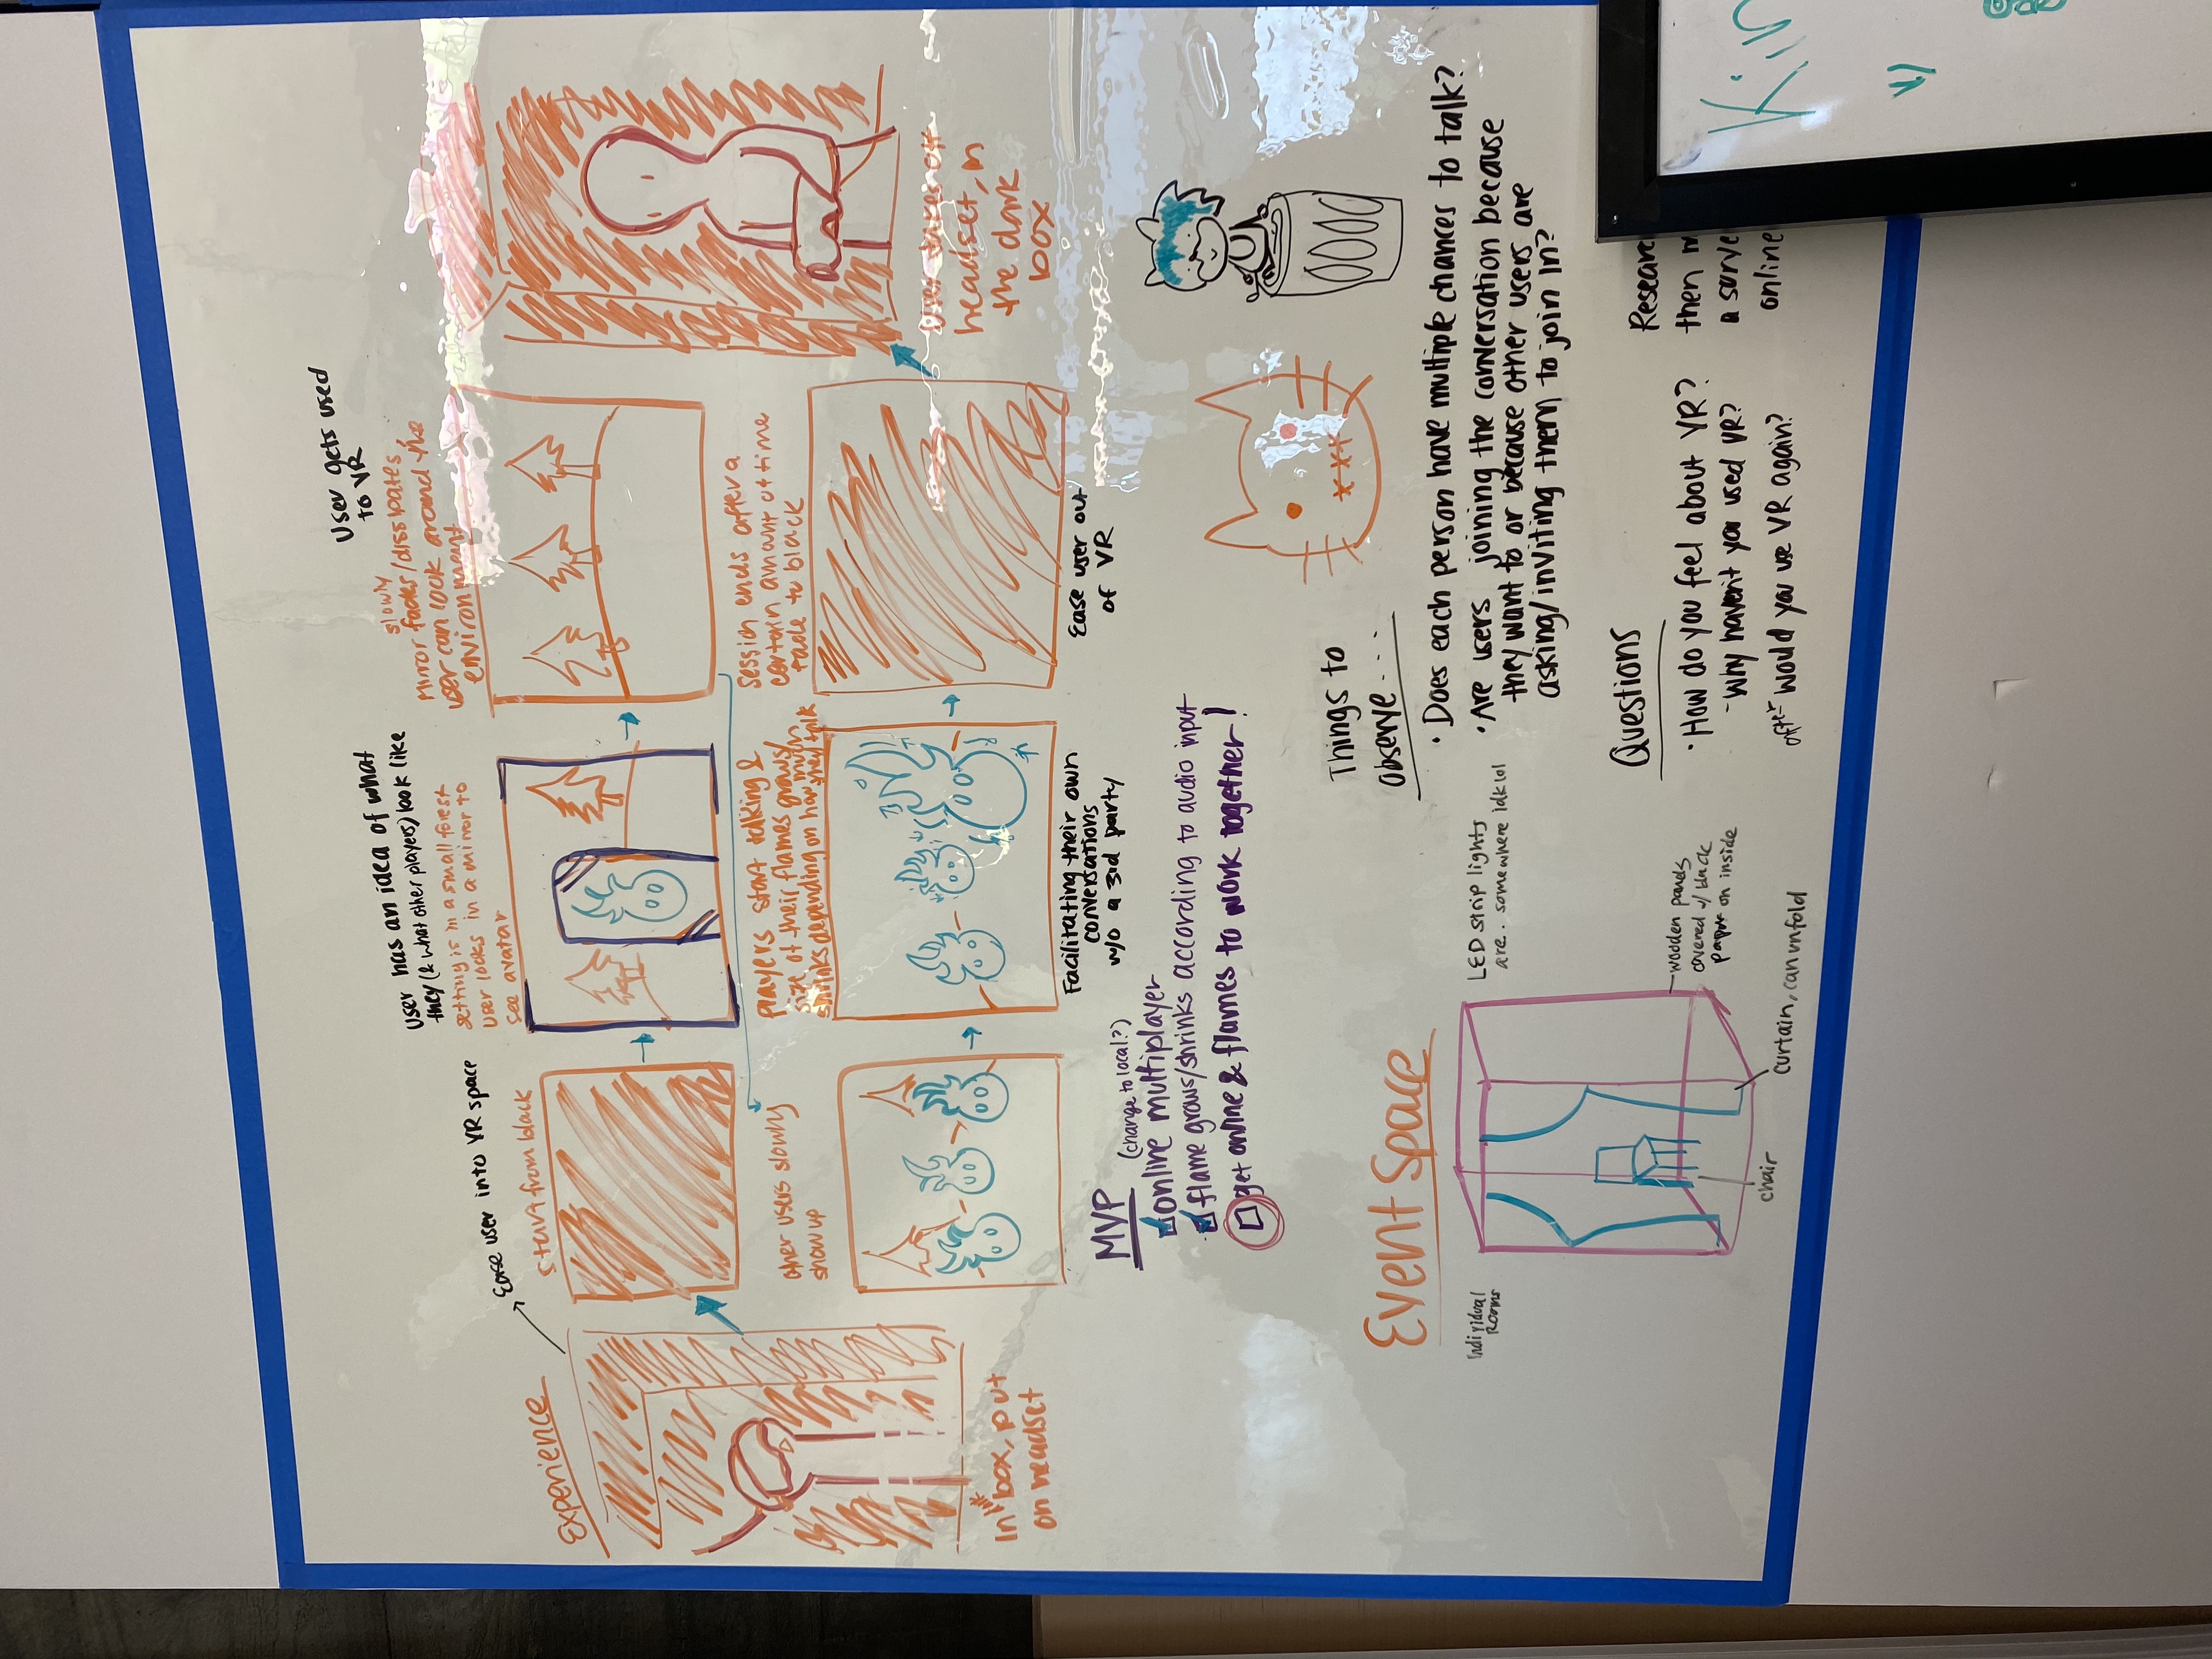 Experience
Ease user into VR space
start from black
User has an idea of what
they (& what other players) look like
setting is in a small forest
user looks in a mirror to
see avatar
User gets used
to VR
slowly
Mirror fades/dissipates,
user can look around the
environment
In
box, put
on headset
other users slowly
show up
players start talking &
size of their flames grows/
shrinks depending on how much they talk
Session ends after a
certain amount of time
fade to black
User takes off
headset, in
the dark
box
Facilitating their own
conversations
w/o a 3rd party
Ease user out
of VR
MVP
(change to local?)
online multiplayer
flame grows/shrinks according to audio input
get online & flames to work together!
Event Space
Individual
Rooms
LED strip lights
are.. somewhere idk lol
wooden panels
covered w/ black
paper on inside
chair
curtain, can unfold
Things to
observe...
• Does each person have multiple chances to talk?
• Are users joining the conversation because
they want to or because other users are
asking/inviting them to join in?
Questions
• How do you feel about VR?
- Why haven't you used VR?
after Would you use VR again?
Researc
then m
a surve
online
Kin
w/